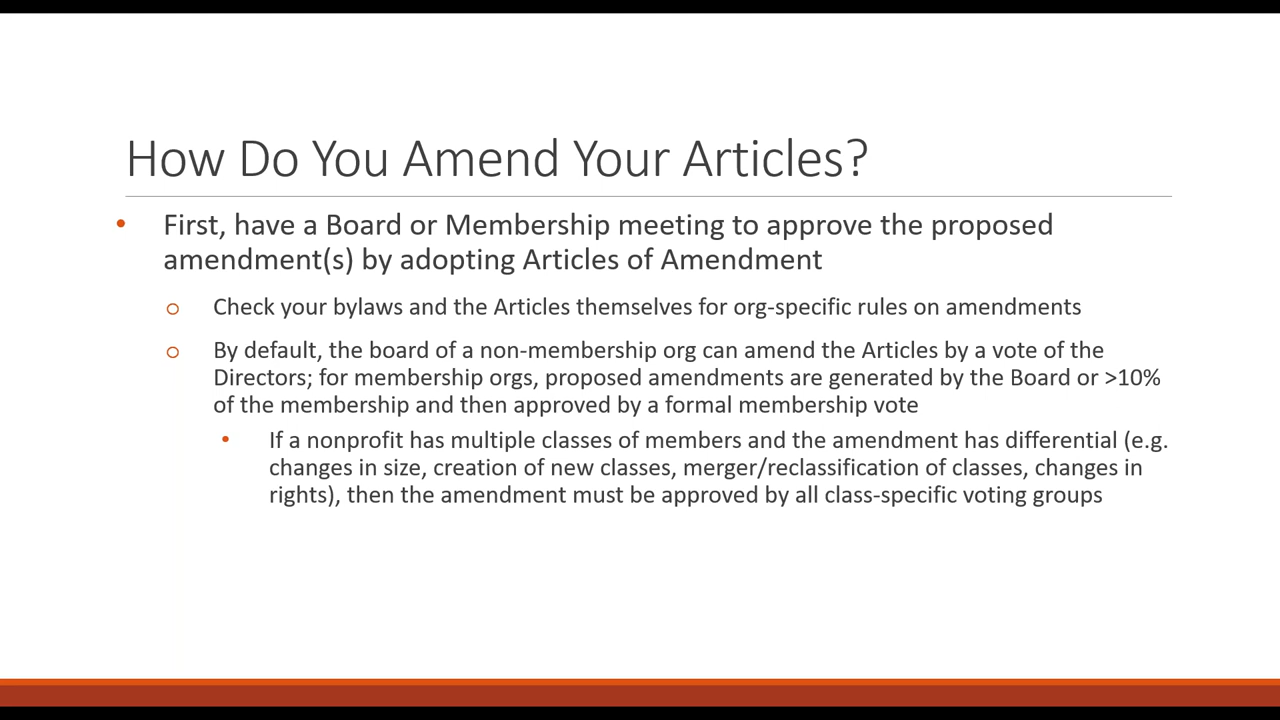 How Do You Amend Your Articles?
• First, have a Board or Membership meeting to approve the proposed
amendment(s) by adopting Articles of Amendment
o Check your bylaws and the Articles themselves for org-specific rules on amendments
o By default, the board of a non-membership org can amend the Articles by a vote of the
Directors; for membership orgs, proposed amendments are generated by the Board or >10%
of the membership and then approved by a formal membership vote
• If a nonprofit has multiple classes of members and the amendment has differential (e.g.
changes in size, creation of new classes, merger/reclassification of classes, changes in
rights), then the amendment must be approved by all class-specific voting groups